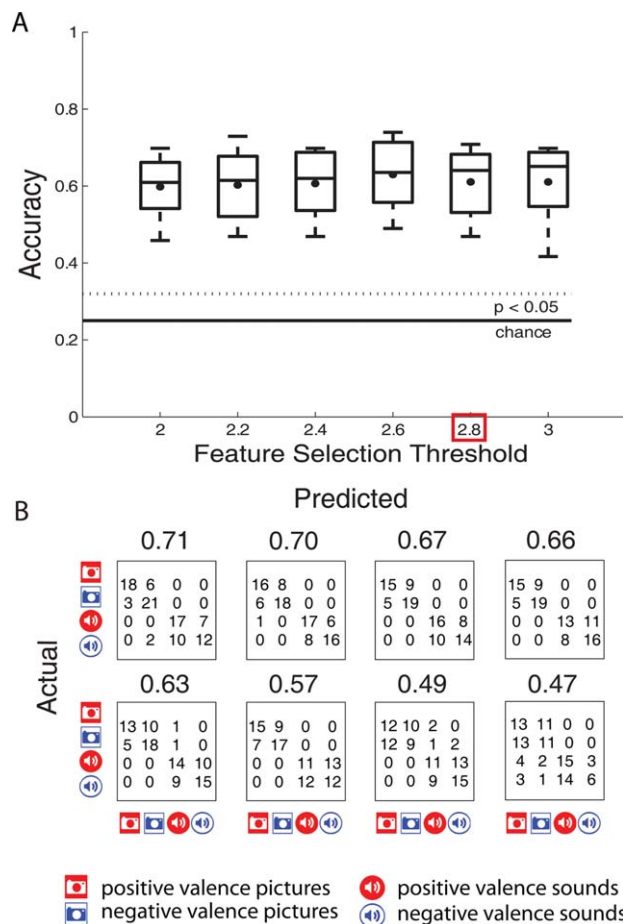 A
Accuracy
1
0.8
0.6
0.4
0.2
0
p < 0.05
chance
2 2.2 2.4 2.6 2.8 3
Feature Selection Threshold
B
Predicted
Actual
0.71 0.70 0.67 0.66
18 6 0 0 16 8 0 0 15 9 0 0 15 9 0 0
3 21 0 0 6 18 0 0 5 19 0 0 5 19 0 0
0 0 17 7 1 0 17 6 0 0 16 8 0 0 13 11
0 2 10 12 0 0 8 16 0 0 10 14 0 0 8 16
0.63 0.57 0.49 0.47
13 10 1 0 15 9 0 0 12 10 2 0 13 11 0 0
5 18 1 0 7 17 0 0 12 9 1 2 13 11 0 0
0 0 14 10 0 0 11 13 0 0 11 13 4 2 15 3
0 0 9 15 0 0 12 12 0 0 9 15 3 1 14 6
positive valence pictures positive valence sounds
negative valence pictures negative valence sounds